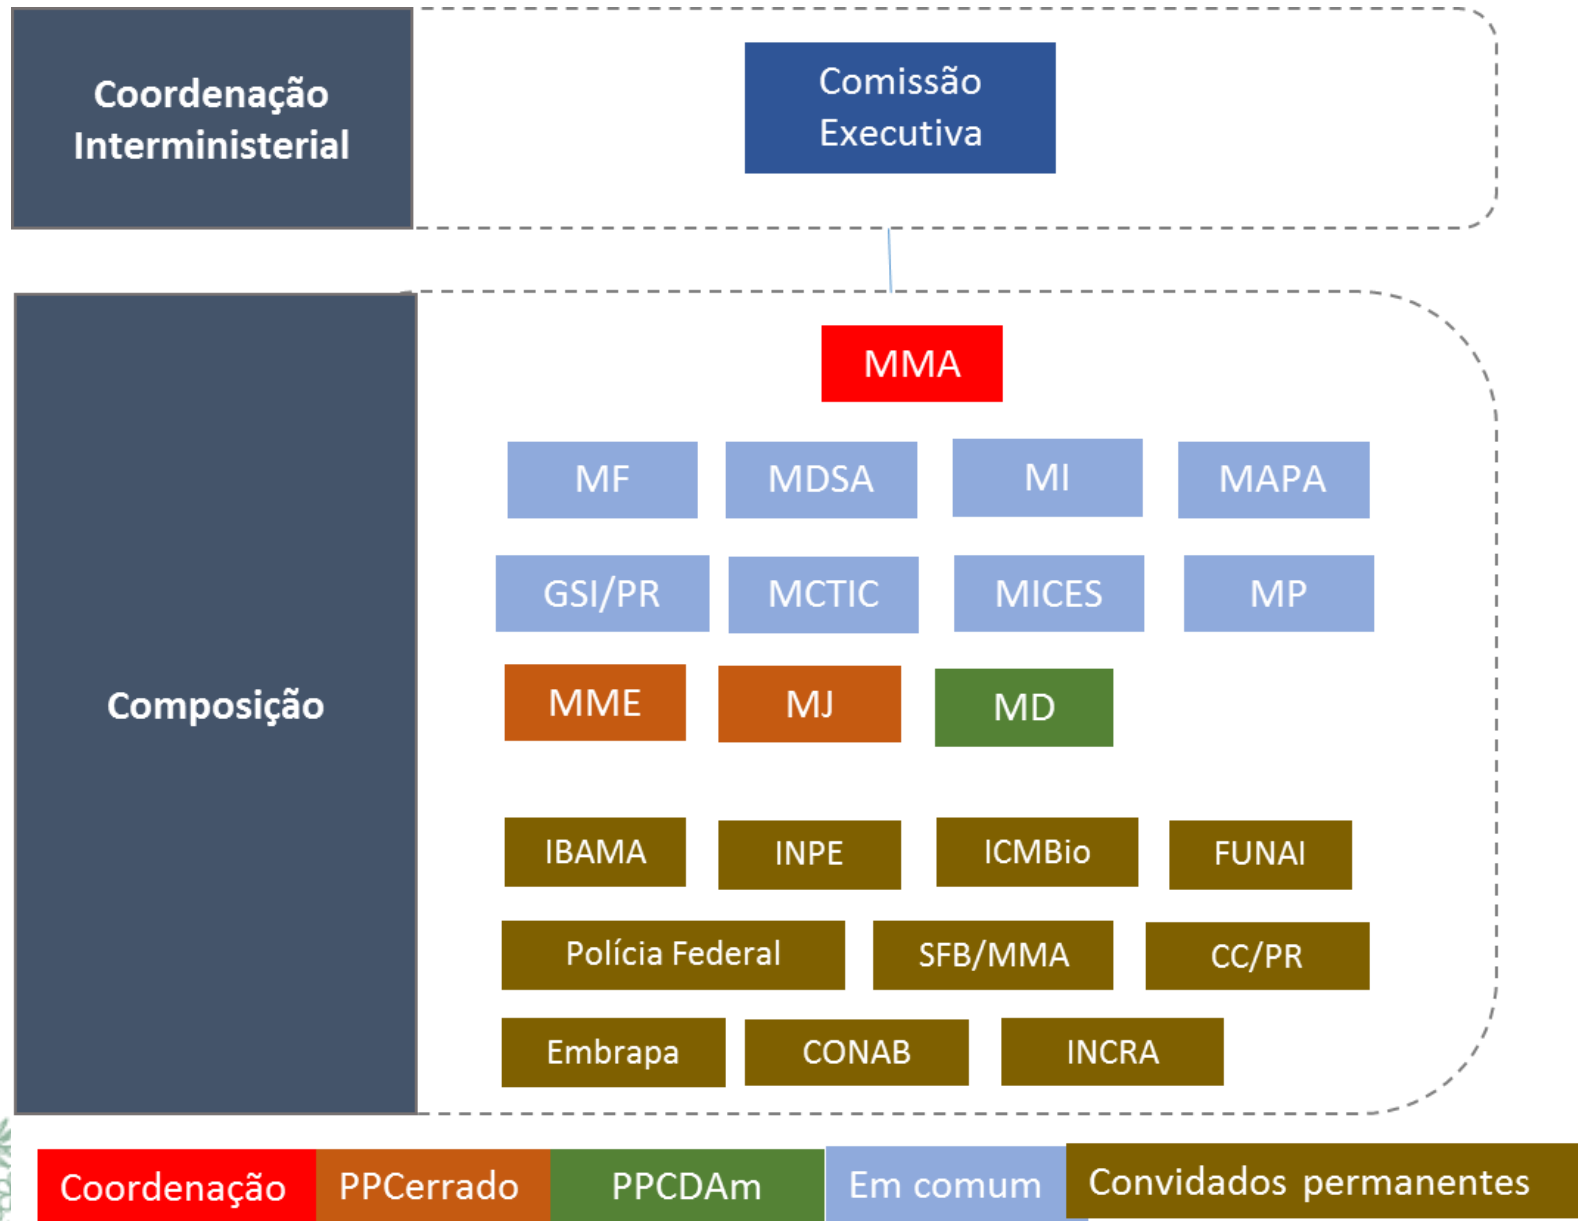 Coordenação
Interministerial
Comissão
Executiva
Composição
MMA
MF MDSA MI MAPA
GSI/PR MCTIC MICES MP
MME MJ MD
IBAMA INPE ICMBio FUNAI
Polícia Federal SFB/MMA CC/PR
Embrapa CONAB INCRA
Coordenação PPCerrado PPCDAm Em comum Convidados permanentes